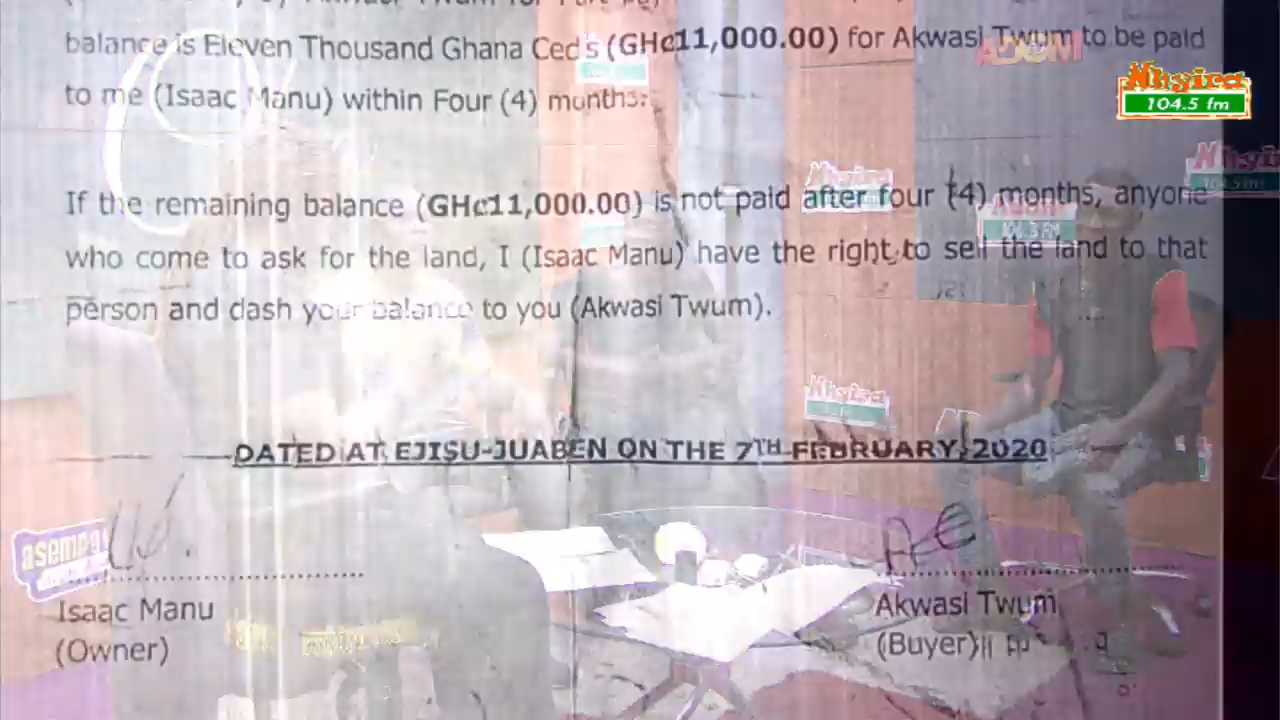 balance is Eleven Thousand Ghana Ced's (GH¢11,000.00) for Akwasi Twum to be paid
to me (Isaac Manu) within Four (4) months.
If the remaining balance (GH¢11,000.00) is not paid after four (4) months, anyone
who come to ask for the land, I (Isaac Manu) have the right to sell the land to that
person and dash your balance to you (Akwasi Twum).
DATED AT EJISU-JUABEN ON THE 7TH FEBRUARY, 2020
Isaac Manu
(Owner)
Akwasi Twum
(Buyer)
Nhyira
104.5 fm
Nhyira
Nhyira
Nhyi
asempa